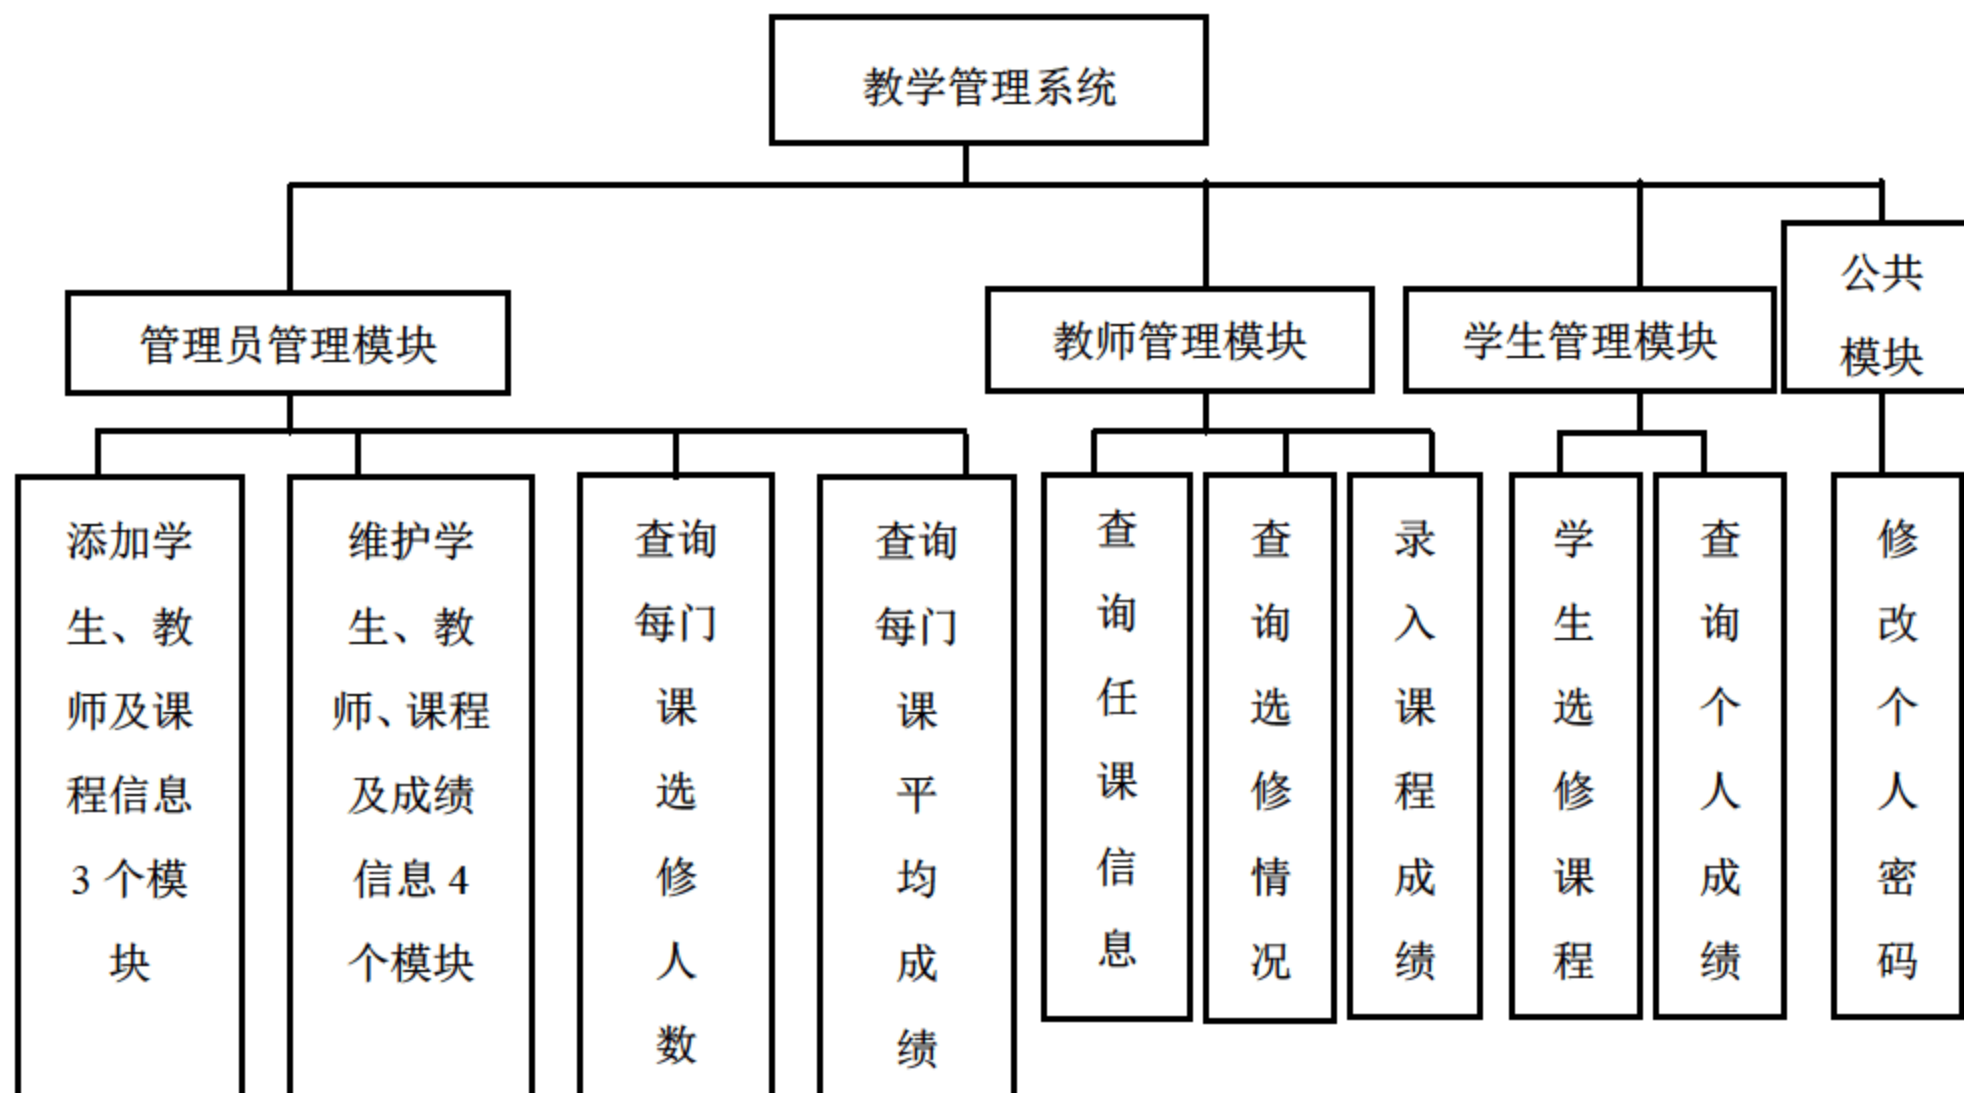 教学管理系统
管理员管理模块
教师管理模块
学生管理模块
公共
模块
添加学
生、教
师及课
程信息
3 个模
块
维护学
生、教
师、课程
及成绩
信息 4
个模块
查询
每门
课
选
修
人
数
查询
每门
课
平
均
成
绩
查
询
任
课
信
息
查
询
选
修
情
况
录
入
课
程
成
绩
学
生
选
修
课
程
查
询
个
人
成
绩
修
改
个
人
密
码